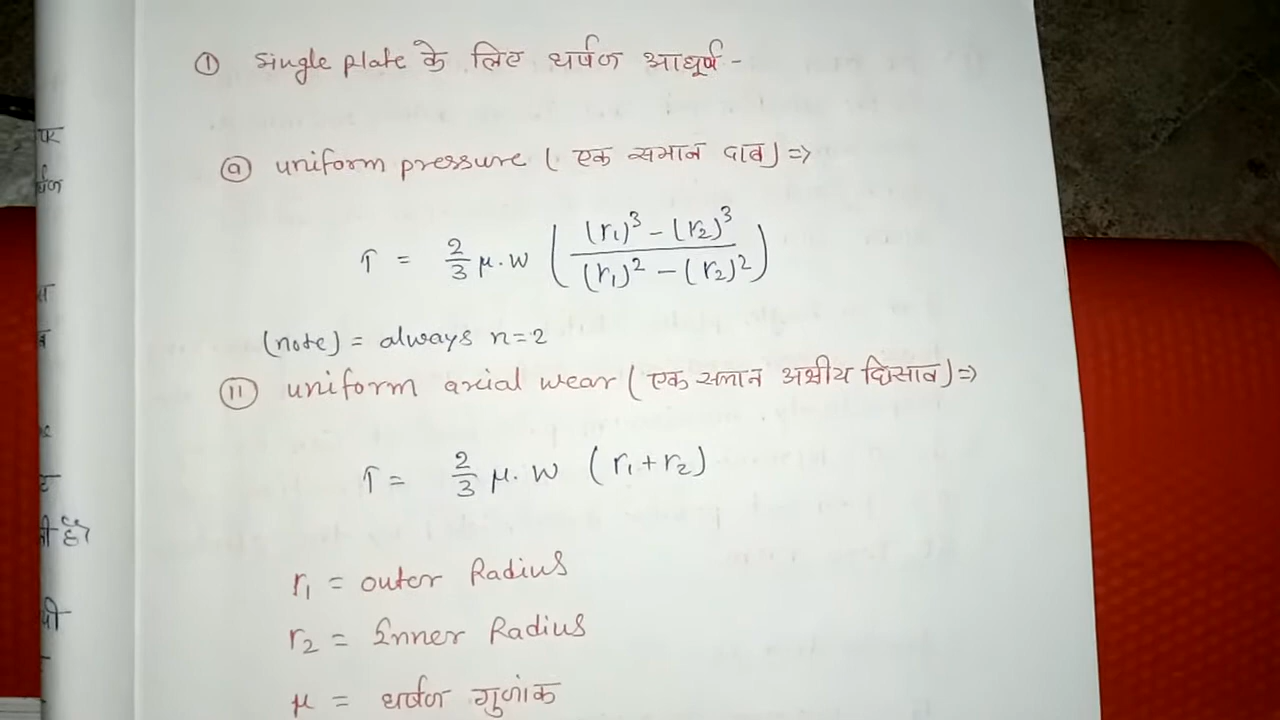 ① single plate के लिए घर्षण आघूर्ण -
ⓐ uniform pressure ( एक समान दाब) =>
T = 2/3 μ.w ( (r₁)³ - (r₂)³ / (r₁)² - (r₂)² )
(note) = always n=2
⑪ uniform axial wear ( एक समान अक्षीय घिसाव) =>
T = 2/3 μ. w (r₁+r₂)
r₁ = outer Radius
r₂ = Inner Radius
μ = घर्षण गुणांक
पर